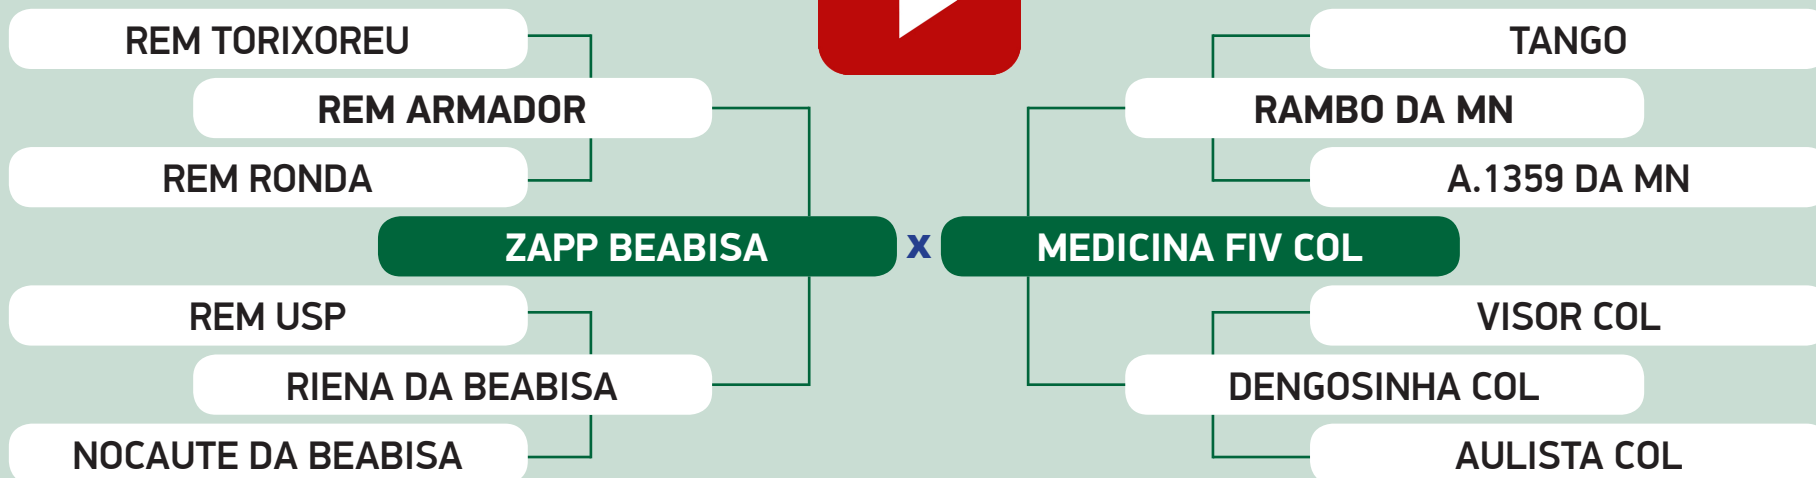 REM TORIXOREU
TANGO
REM ARMADOR
RAMBO DA MN
REM RONDA
A.1359 DA MN
ZAPP BEABISA x MEDICINA FIV COL
REM USP
VISOR COL
RIENA DA BEABISA
DENGOSINHA COL
NOCAUTE DA BEABISA
AULISTA COL